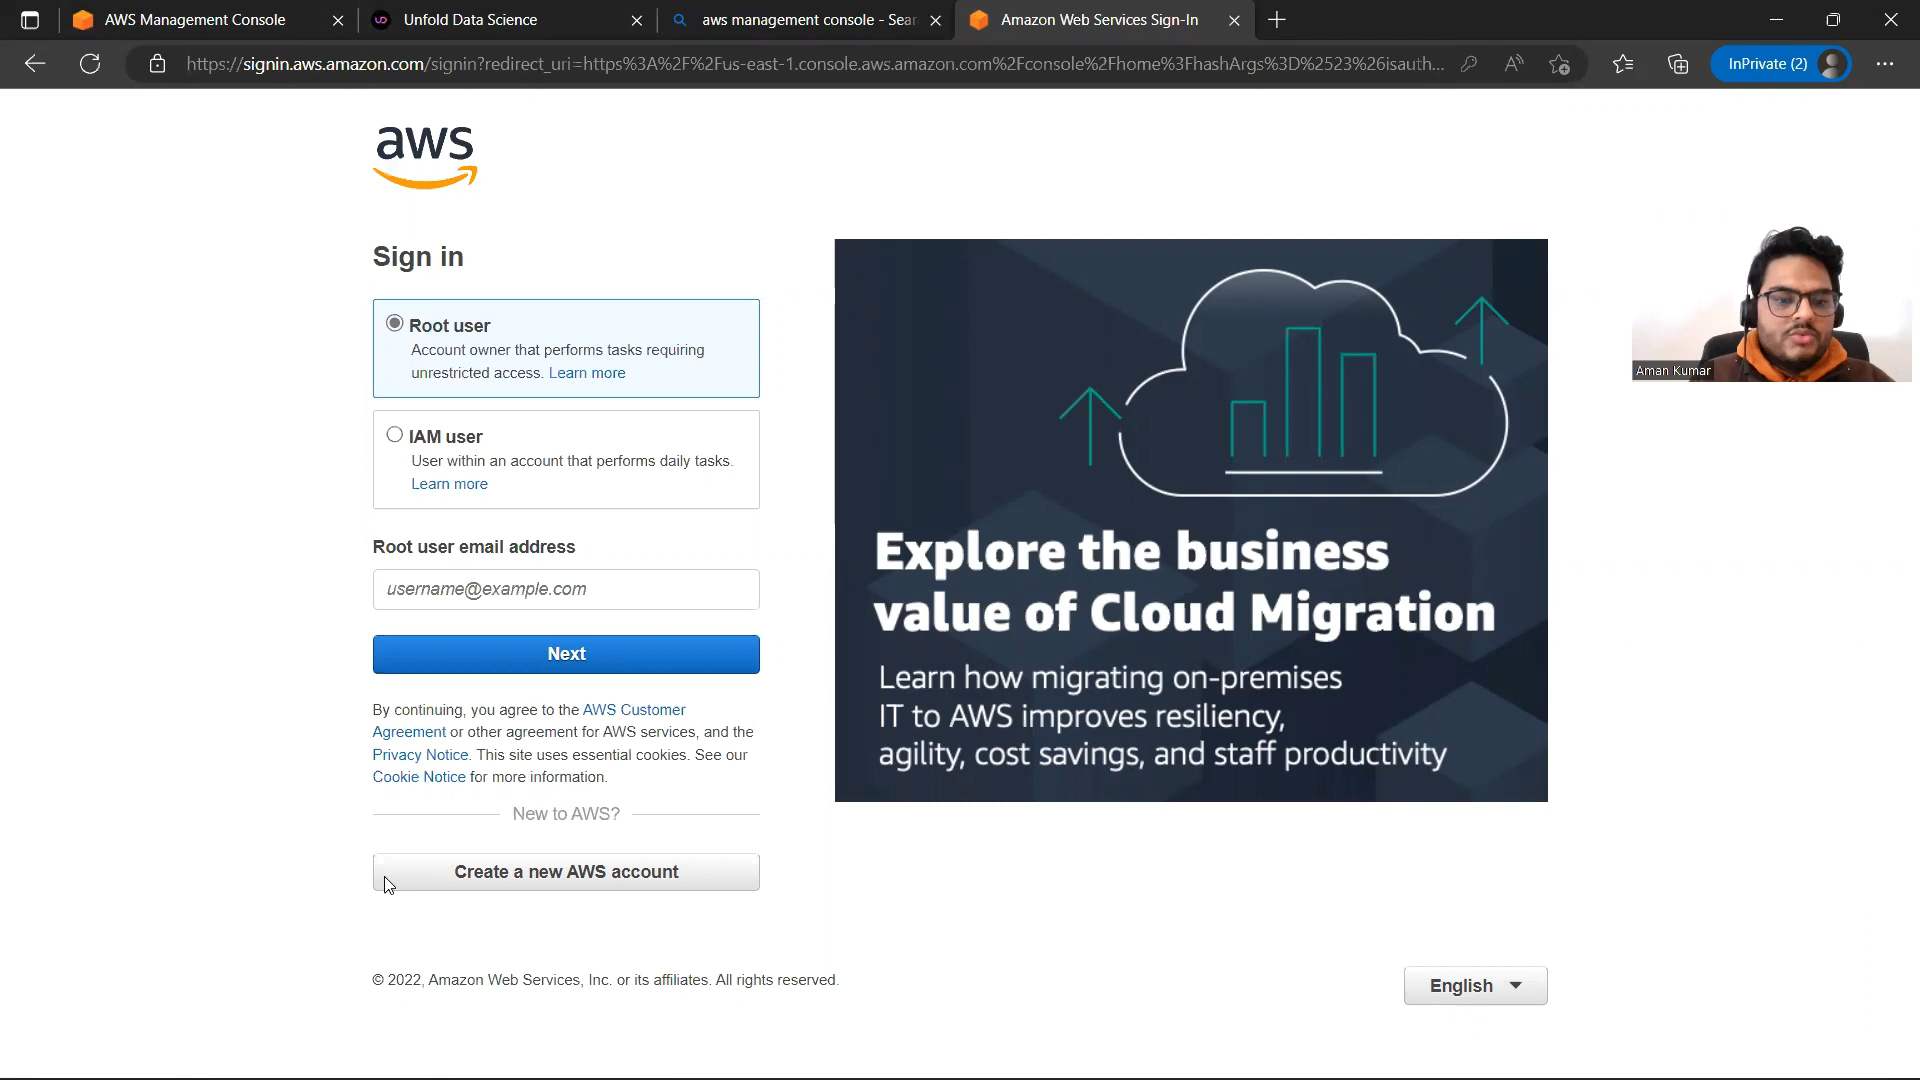 AWS Management Console
Unfold Data Science
aws management console - Sear
Amazon Web Services Sign-In
https://signin.aws.amazon.com/signin?redirect_uri=https%3A%2F%2Fus-east-1.console.aws.amazon.com%2Fconsole%2Fhome%3FhashArgs%3D%2523%26isauth...
InPrivate (2)
aws
Sign in
Root user
Account owner that performs tasks requiring
unrestricted access. Learn more
IAM user
User within an account that performs daily tasks.
Learn more
Root user email address
username@example.com
Next
By continuing, you agree to the AWS Customer
Agreement or other agreement for AWS services, and the
Privacy Notice. This site uses essential cookies. See our
Cookie Notice for more information.
New to AWS?
Create a new AWS account
Explore the business
value of Cloud Migration
Learn how migrating on-premises
IT to AWS improves resiliency,
agility, cost savings, and staff productivity
Aman Kumar
© 2022, Amazon Web Services, Inc. or its affiliates. All rights reserved.
English